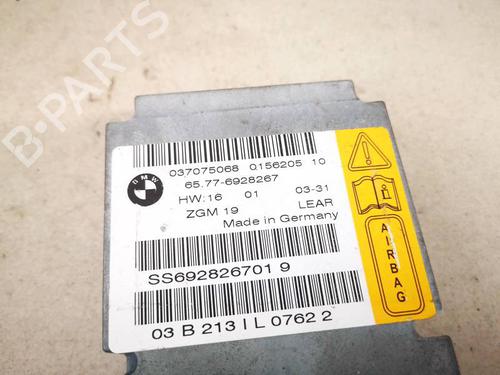 037075068 0156205 10
65.77-6928267
HW:16 01 03-31
ZGM 19 LEAR
Made in Germany
SS692826701 9
03 B 213 I L 0762 2
BMW
AIRBAG
B-PARTS